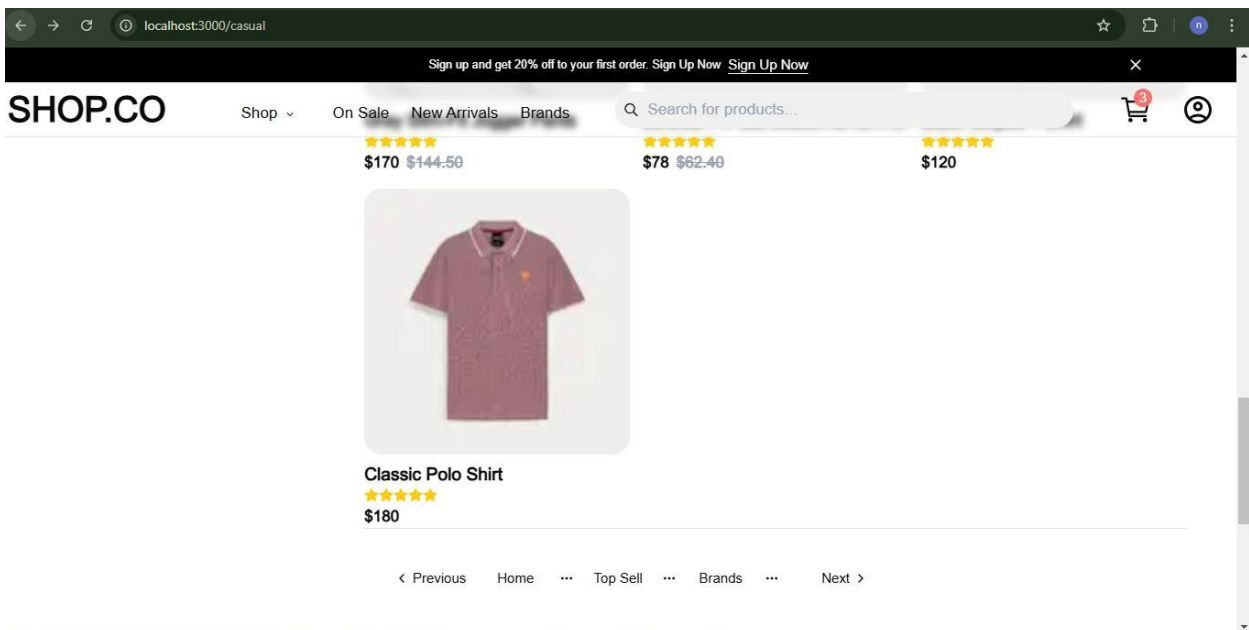 localhost:3000/casual
Sign up and get 20% off to your first order. Sign Up Now Sign Up Now
SHOP.CO
Shop On Sale New Arrivals Brands Search for products... 3
$170 $144.50 $78 $62.40 $120
Classic Polo Shirt
$180
Previous Home ... Top Sell ... Brands ... Next
n